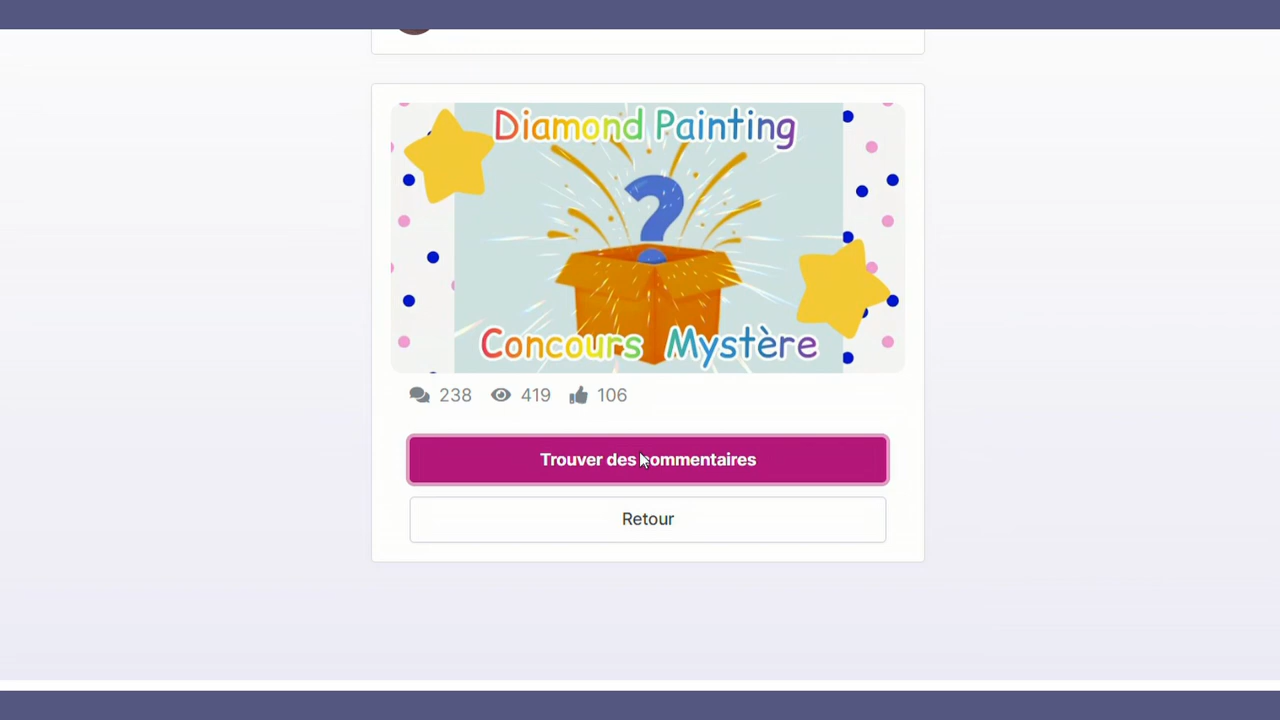 Diamond Painting
?
Concours Mystère
238 419 106
Trouver des commentaires
Retour